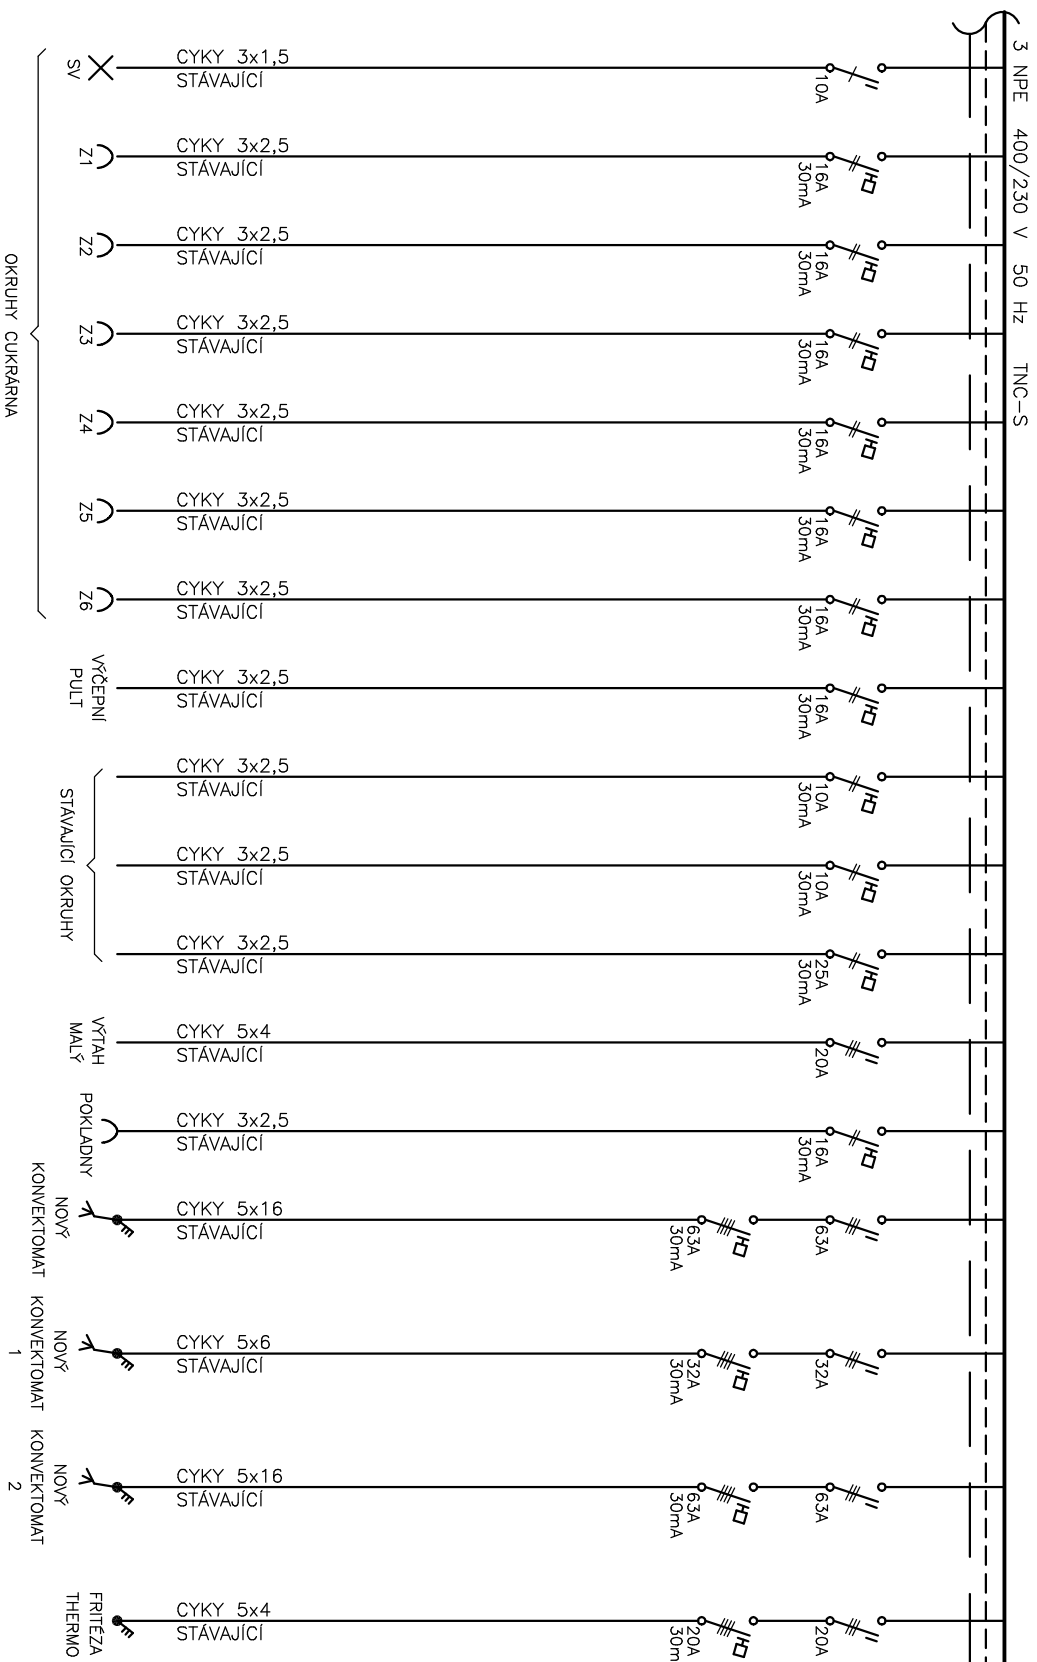 3 NPE 400/230 V 50 Hz TNC-S
CYKY 3x1,5
STÁVAJÍCÍ
10A
SV
CYKY 3x2,5
STÁVAJÍCÍ
16A
30mA
Z1
CYKY 3x2,5
STÁVAJÍCÍ
16A
30mA
Z2
CYKY 3x2,5
STÁVAJÍCÍ
16A
30mA
Z3
CYKY 3x2,5
STÁVAJÍCÍ
16A
30mA
Z4
CYKY 3x2,5
STÁVAJÍCÍ
16A
30mA
Z5
CYKY 3x2,5
STÁVAJÍCÍ
16A
30mA
Z6
OKRUHY CUKRÁRNA
CYKY 3x2,5
STÁVAJÍCÍ
16A
30mA
VÝČEPNÍ
PULT
CYKY 3x2,5
STÁVAJÍCÍ
10A
30mA
CYKY 3x2,5
STÁVAJÍCÍ
10A
30mA
CYKY 3x2,5
STÁVAJÍCÍ
25A
30mA
STÁVAJÍCÍ OKRUHY
CYKY 5x4
STÁVAJÍCÍ
20A
VÝTAH
MALÝ
CYKY 3x2,5
STÁVAJÍCÍ
16A
30mA
POKLADNY
CYKY 5x16
STÁVAJÍCÍ
63A
30mA
63A
NOVÝ
KONVEKTOMAT
CYKY 5x6
STÁVAJÍCÍ
32A
30mA
32A
NOVÝ
KONVEKTOMAT
1
CYKY 5x16
STÁVAJÍCÍ
63A
30mA
63A
NOVÝ
KONVEKTOMAT
2
CYKY 5x4
STÁVAJÍCÍ
20A
30m
20A
FRITÉZA
THERMO